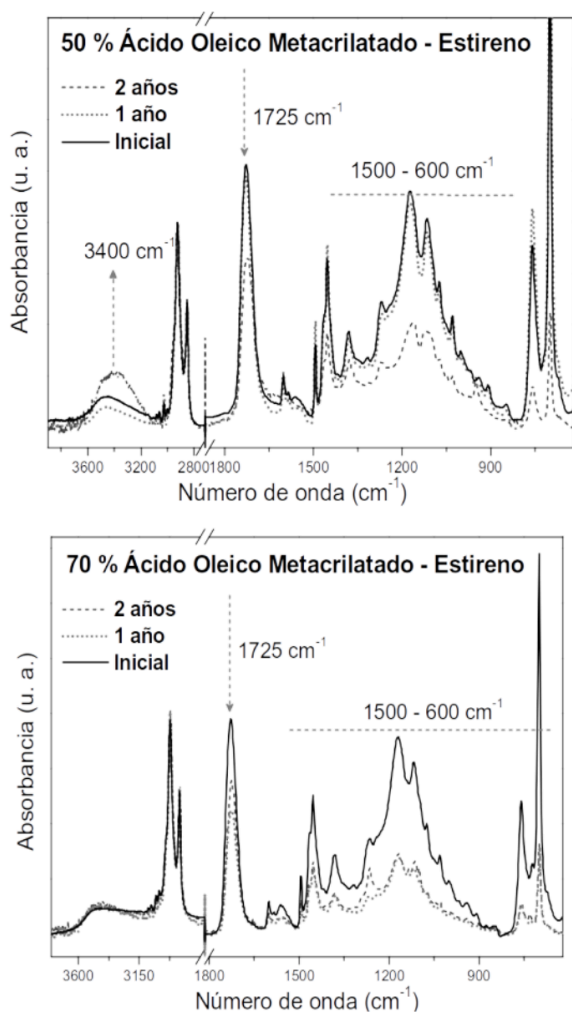 50 % Ácido Oleico Metacrilatado - Estireno
2 años
1 año
Inicial
1725 cm-1
1500 - 600 cm-1
3400 cm-1
Absorbancia (u. a.)
3600 3200 2800 1800 1500 1200 900
Número de onda (cm-1)
70 % Ácido Oleico Metacrilatado - Estireno
2 años
1 año
Inicial
1725 cm-1
1500 - 600 cm-1
Absorbancia (u. a.)
3600 3150 1800 1500 1200 900
Número de onda (cm-1)